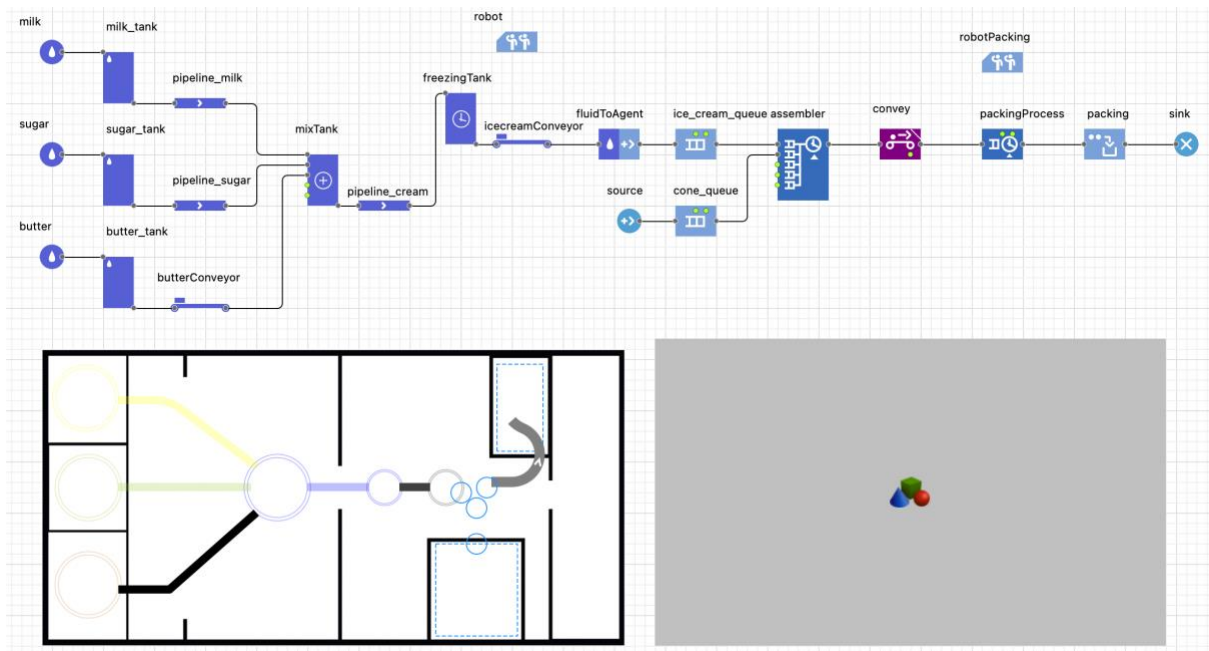 milk
milk_tank
pipeline_milk
sugar
sugar_tank
pipeline_sugar
butter
butter_tank
butterConveyor
mixTank
pipeline_cream
robot
freezingTank
icecreamConveyor
fluidToAgent
ice_cream_queue
assembler
source
cone_queue
convey
robotPacking
packingProcess
packing
sink